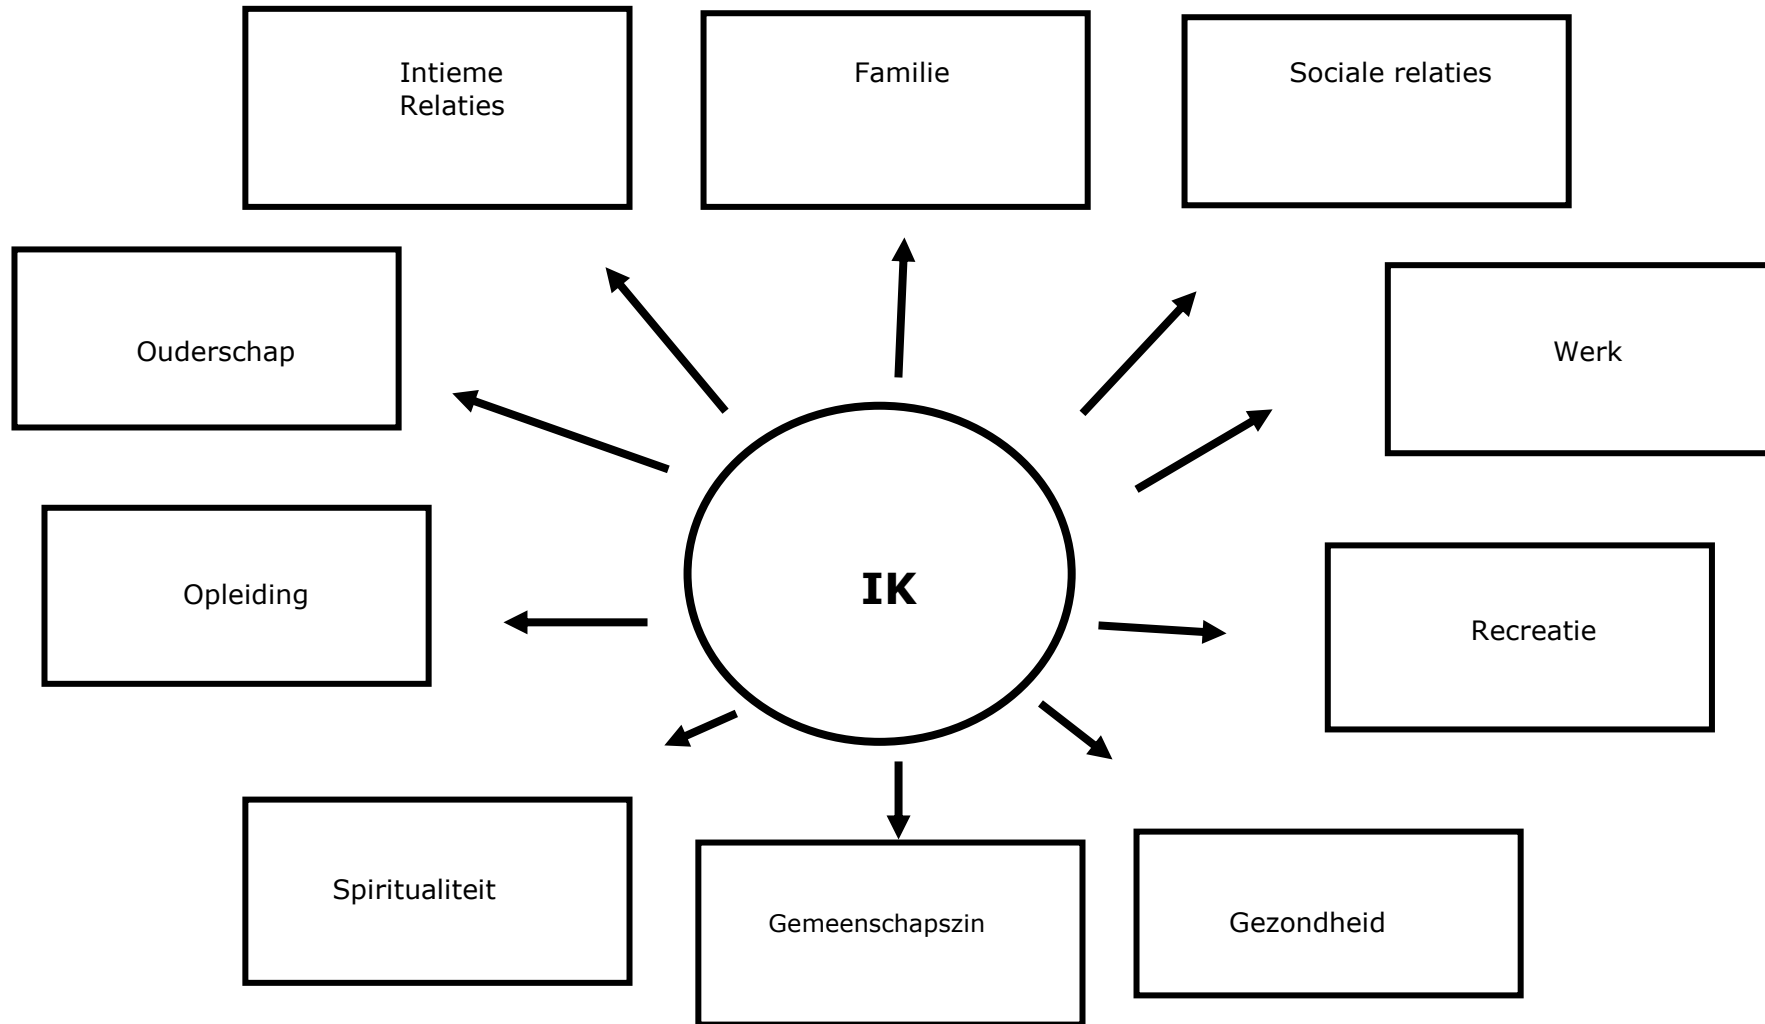 Intieme
Relaties
Familie
Sociale relaties
Ouderschap
Werk
IK
Opleiding
Recreatie
Spiritualiteit
Gemeenschapszin
Gezondheid